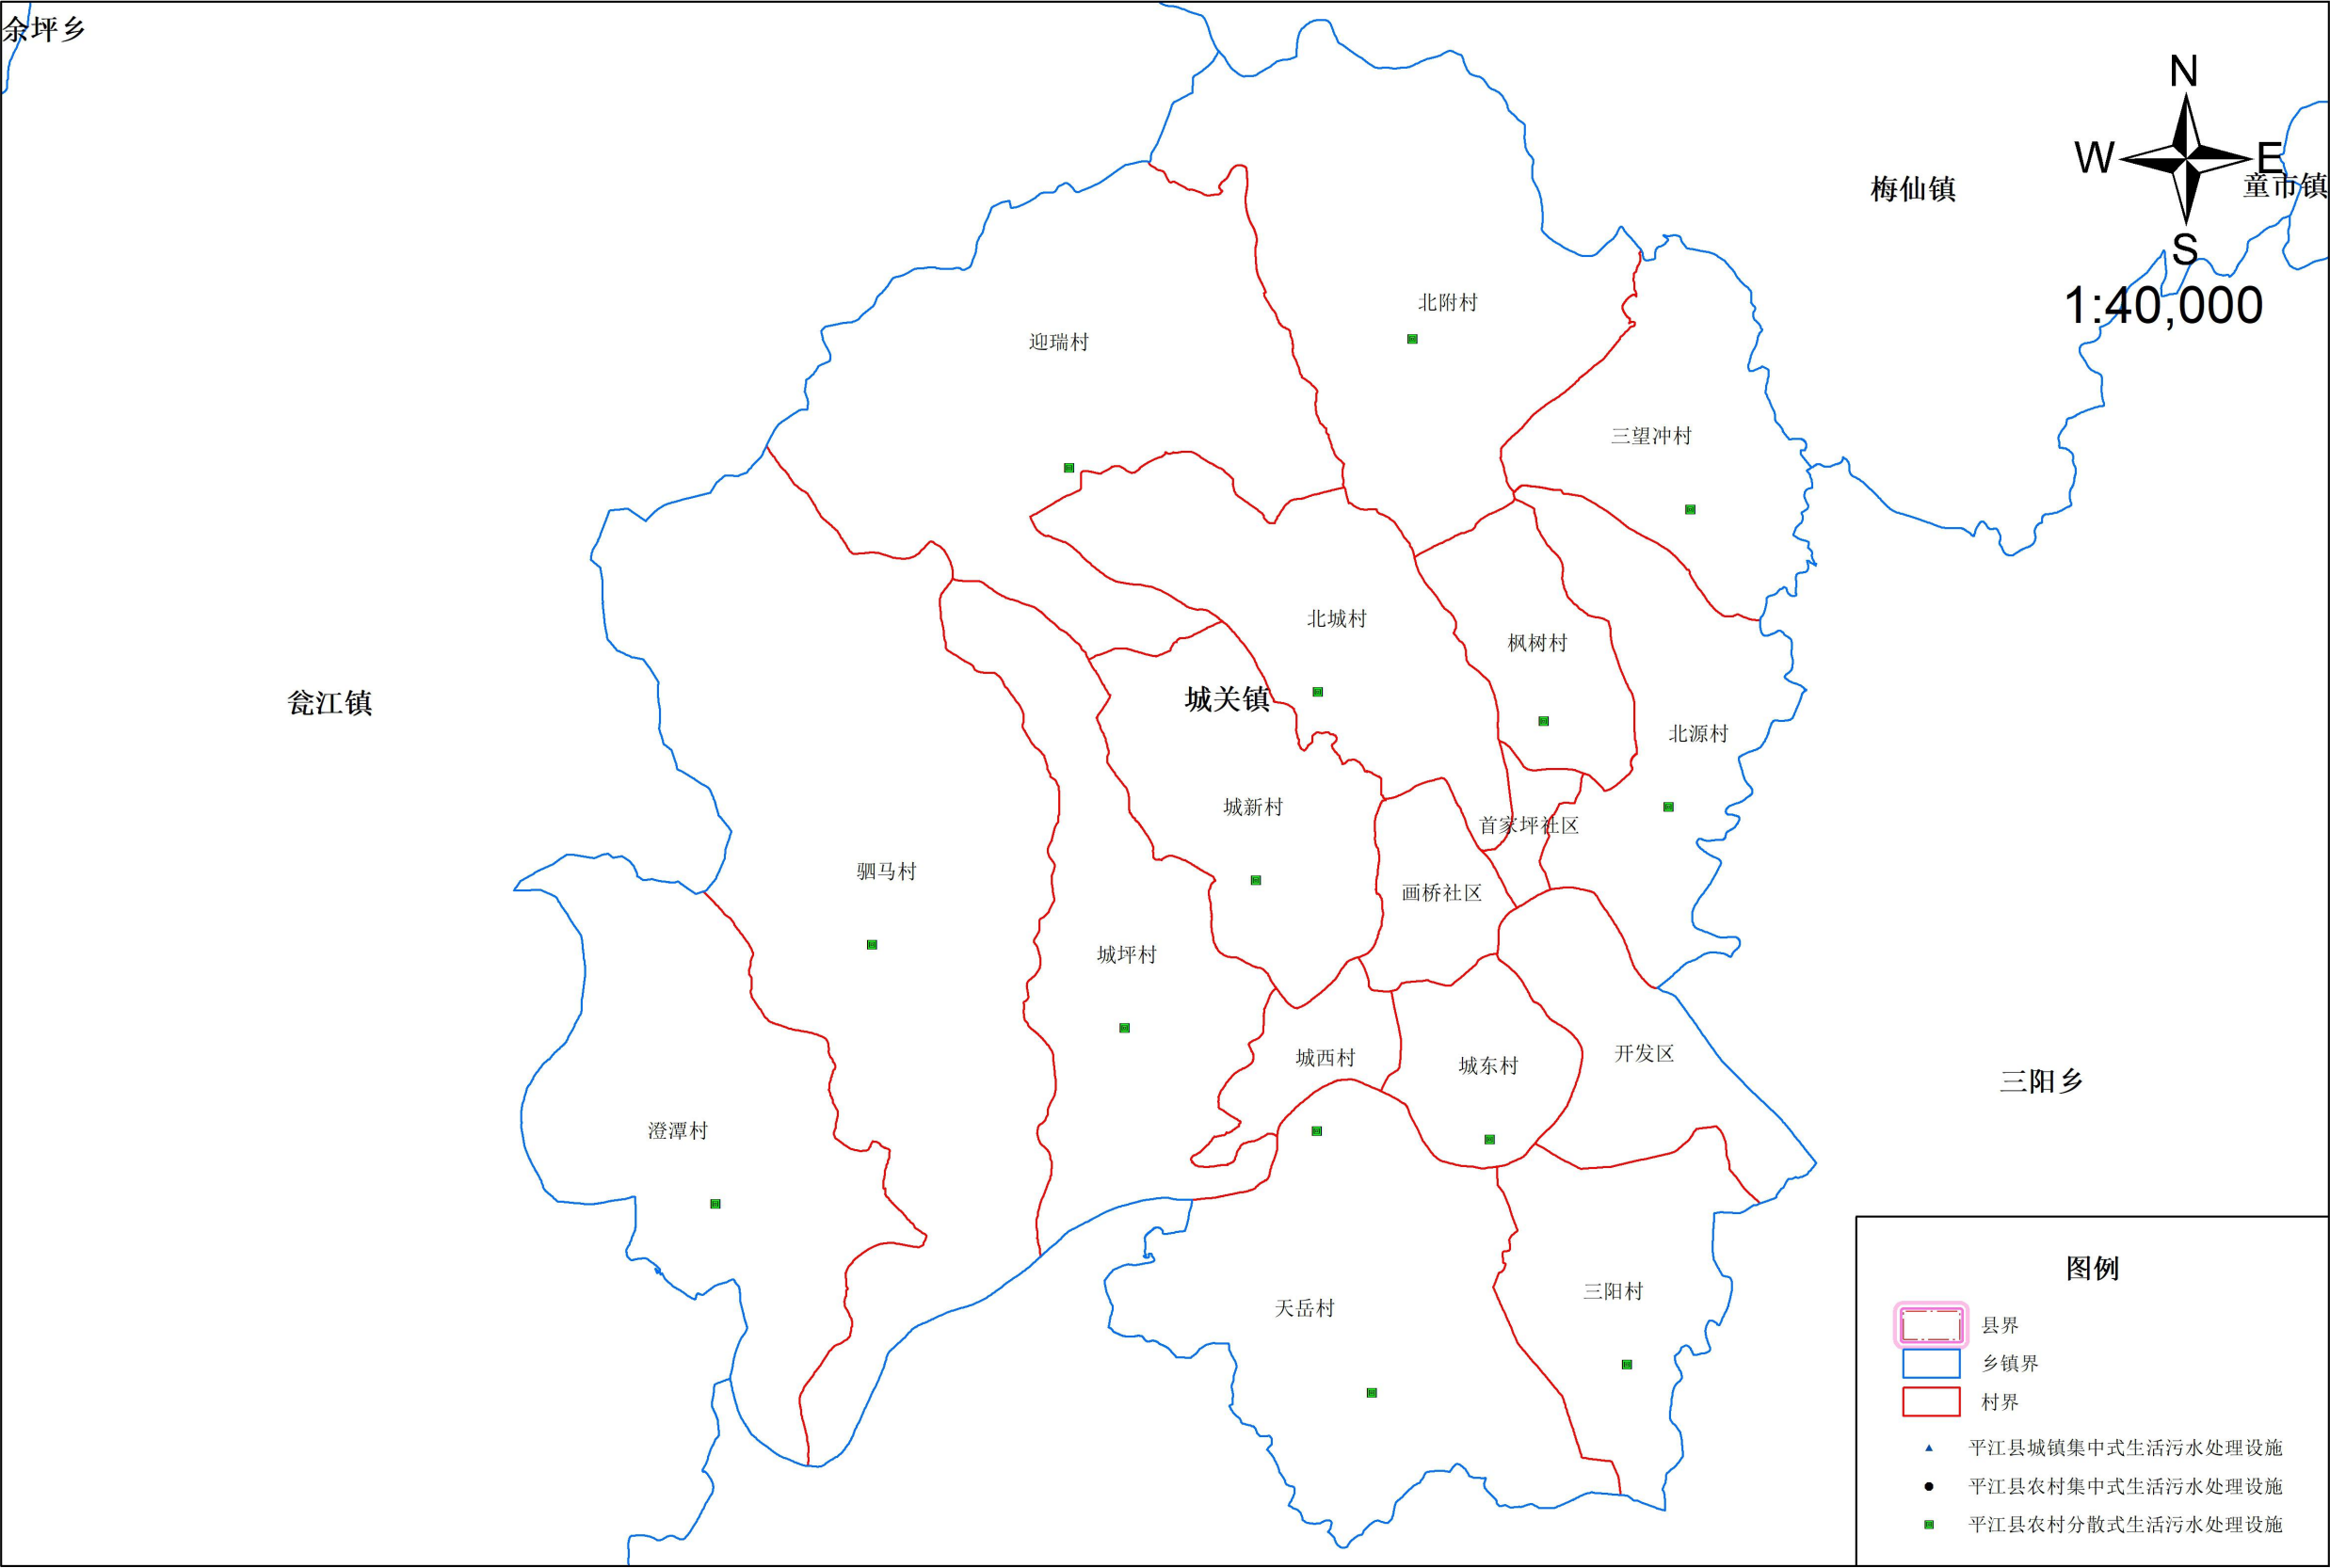 余坪乡
N
W
E
S
1:40,000
梅仙镇
童市镇
北附村
迎瑞村
三望冲村
北城村
枫树村
瓮江镇
城关镇
北源村
城新村
首家坪社区
驷马村
画桥社区
城坪村
城西村
城东村
开发区
三阳乡
澄潭村
天岳村
三阳村
图例
县界
乡镇界
村界
平江县城镇集中式生活污水处理设施
平江县农村集中式生活污水处理设施
平江县农村分散式生活污水处理设施